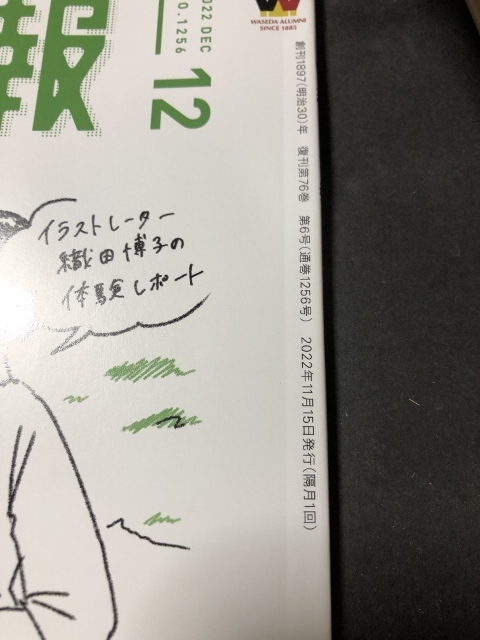 報
2022 DEC
NO.1256
12
WASEDA ALUMNI
SINCE 1885
創刊1897(明治30)年 復刊第76巻 第6号(通巻1256号) 2022年11月15日発行(隔月1回)
イラストレーター
織田博子の
体験レポート